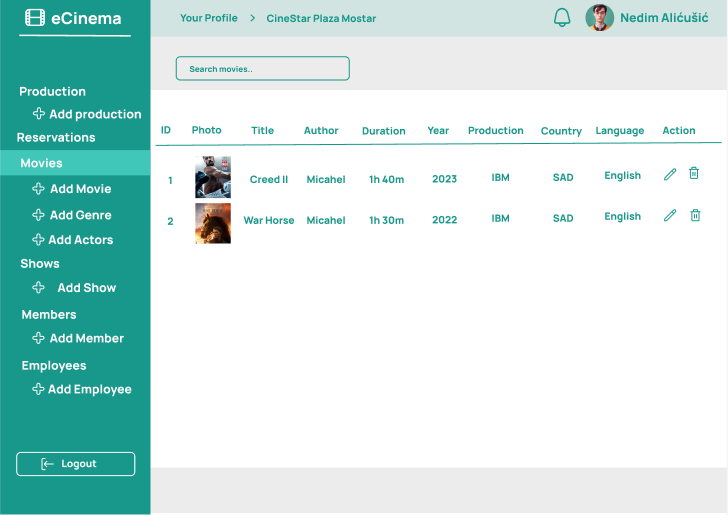 eCinema
Your Profile > CineStar Plaza Mostar
Nedim Alićušić
Search movies..
Production
Add production
Reservations
Movies
Add Movie
Add Genre
Add Actors
Shows
Add Show
Members
Add Member
Employees
Add Employee
Logout
ID Photo Title Author Duration Year Production Country Language Action
1 Creed II Micahel 1h 40m 2023 IBM SAD English
2 War Horse Micahel 1h 30m 2022 IBM SAD English